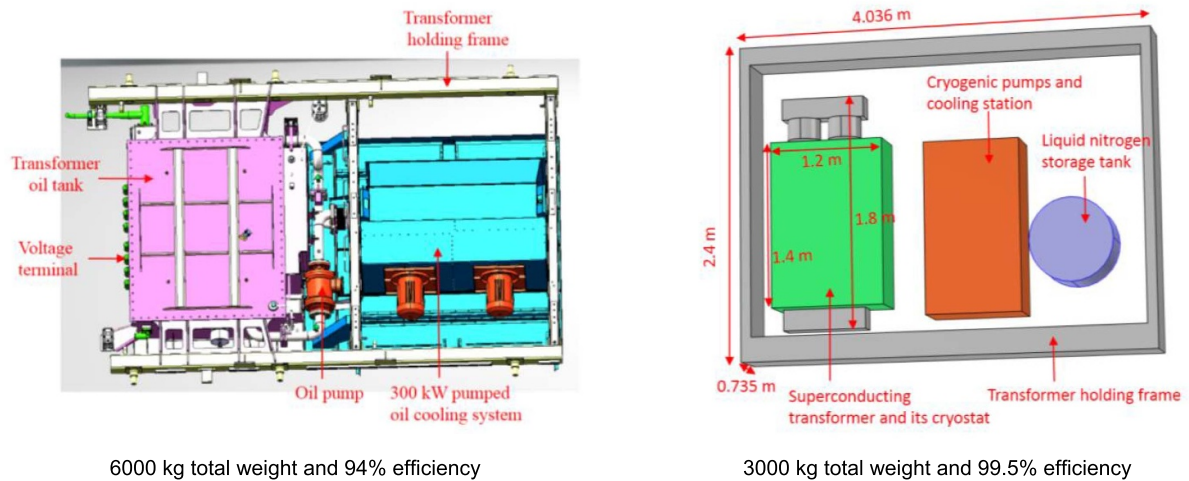 Transformer
holding frame
Transformer
oil tank
Voltage
terminal
Oil pump
300 kW pumped
oil cooling system
6000 kg total weight and 94% efficiency
4.036 m
Cryogenic pumps and
cooling station
Liquid nitrogen
storage tank
1.2 m
1.8 m
2.4 m
1.4 m
0.735 m
Superconducting
transformer and its cryostat
Transformer holding frame
3000 kg total weight and 99.5% efficiency